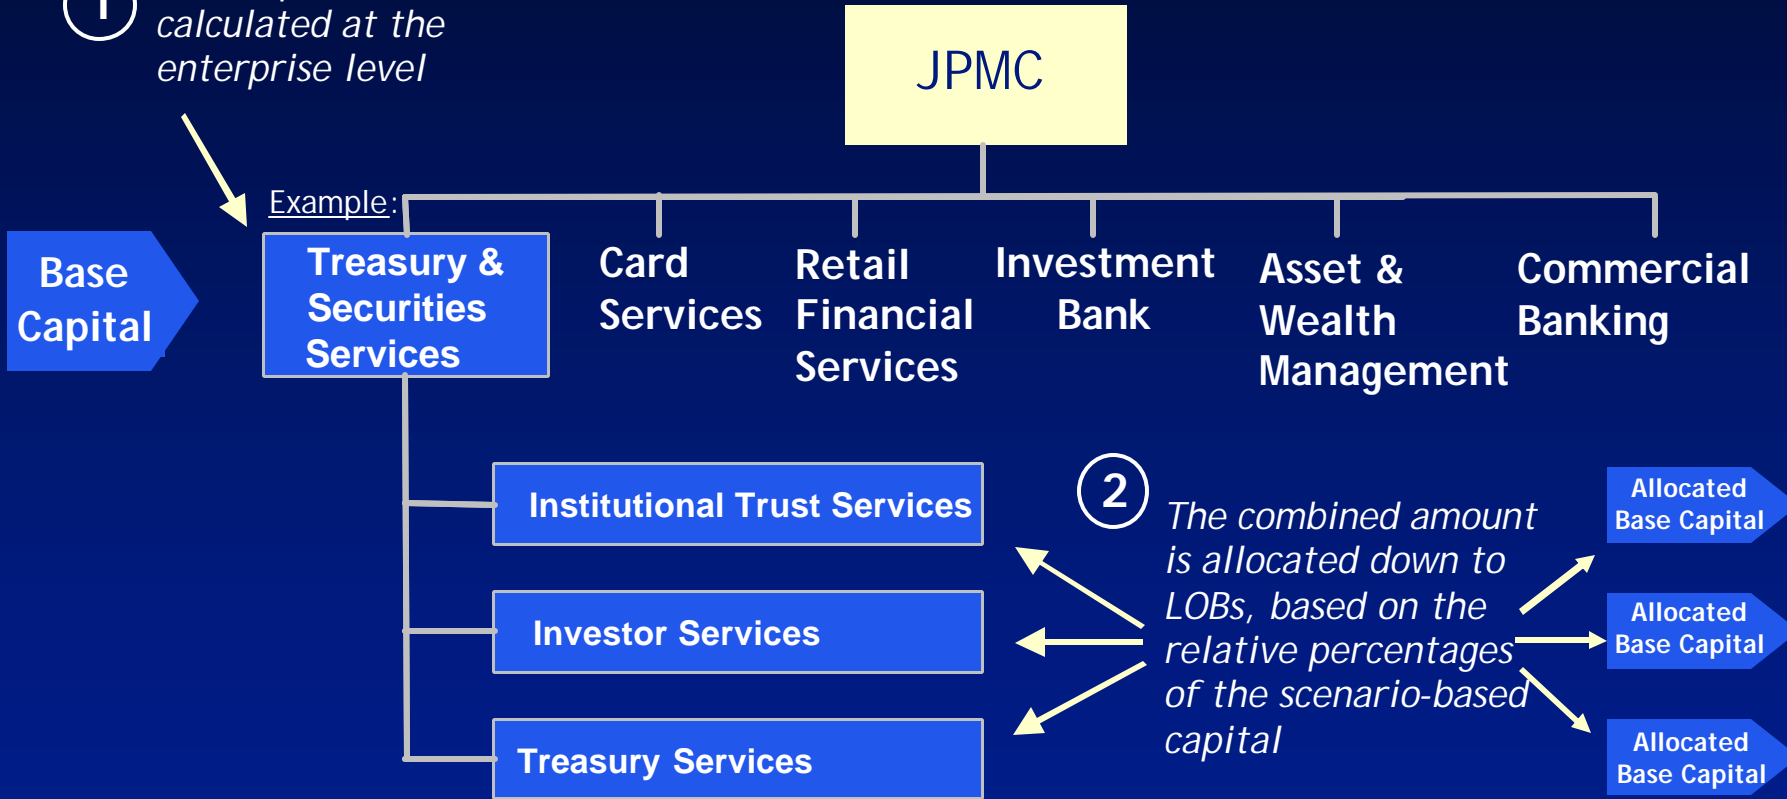 1
calculated at the
enterprise level
JPMC
Example:
Base
Capital
Treasury &
Securities
Services
Card
Services
Retail
Financial
Services
Investment
Bank
Asset &
Wealth
Management
Commercial
Banking
Institutional Trust Services
Investor Services
Treasury Services
2
The combined amount
is allocated down to
LOBs, based on the
relative percentages
of the scenario-based
capital
Allocated
Base Capital
Allocated
Base Capital
Allocated
Base Capital